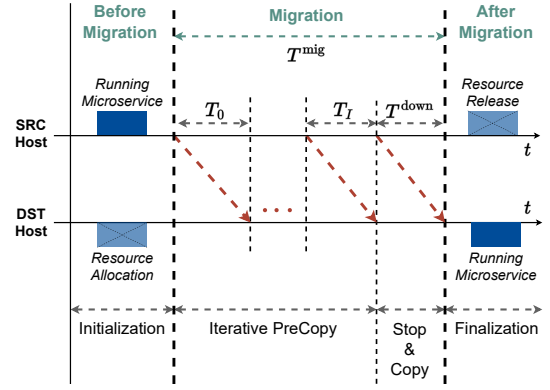 Before
Migration
Migration
After
Migration
T^mig
Running
Microservice
T_0
T_I
T^down
Resource
Release
SRC
Host
t
DST
Host
t
Resource
Allocation
...
Running
Microservice
Initialization
Iterative PreCopy
Stop
&
Copy
Finalization